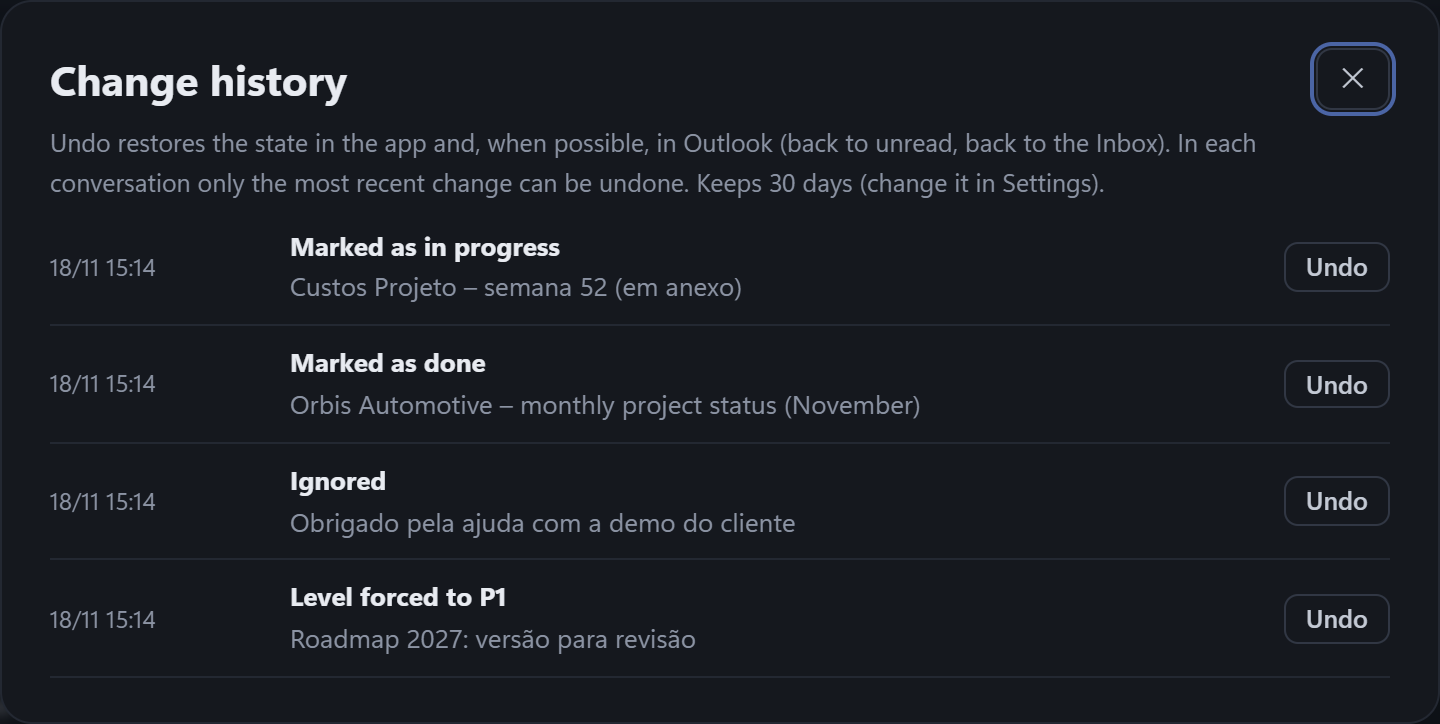 Change history
Undo restores the state in the app and, when possible, in Outlook (back to unread, back to the Inbox). In each
conversation only the most recent change can be undone. Keeps 30 days (change it in Settings).
18/11 15:14
Marked as in progress
Custos Projeto – semana 52 (em anexo)
Undo
18/11 15:14
Marked as done
Orbis Automotive – monthly project status (November)
Undo
18/11 15:14
Ignored
Obrigado pela ajuda com a demo do cliente
Undo
18/11 15:14
Level forced to P1
Roadmap 2027: versão para revisão
Undo